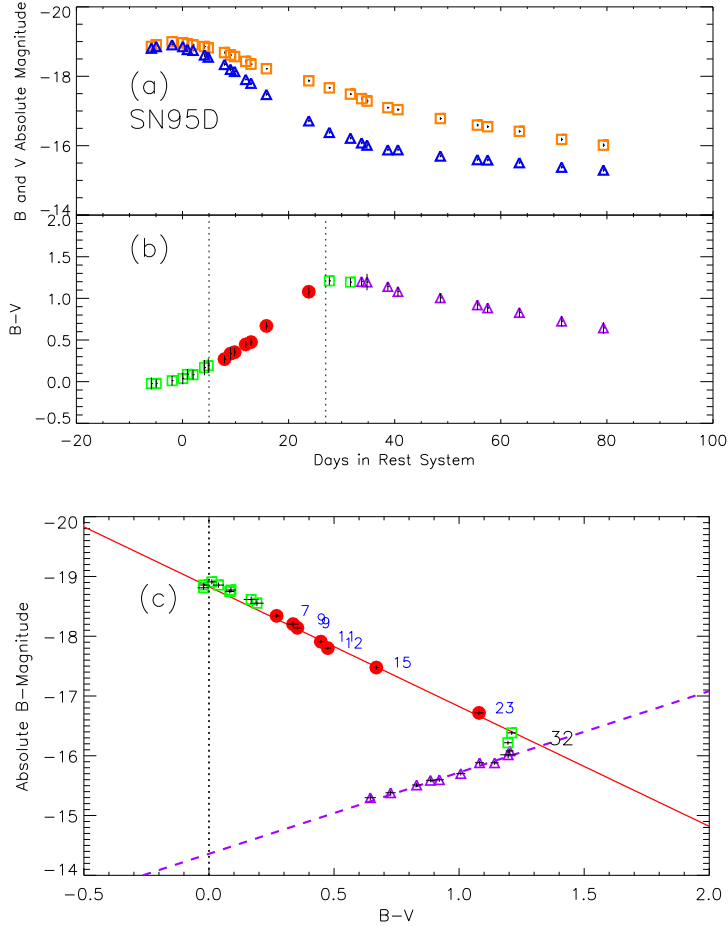 -20
-18
-16
-14
B and V Absolute Magnitude
(a)
SN95D
2.0
1.5
1.0
0.5
0.0
-0.5
B-V
(b)
-20 0 20 40 60 80 100
Days in Rest System
-20
-19
-18
-17
-16
-15
-14
Absolute B-Magnitude
(c)
7
9
9
11
12
15
23
32
-0.5 0.0 0.5 1.0 1.5 2.0
B-V